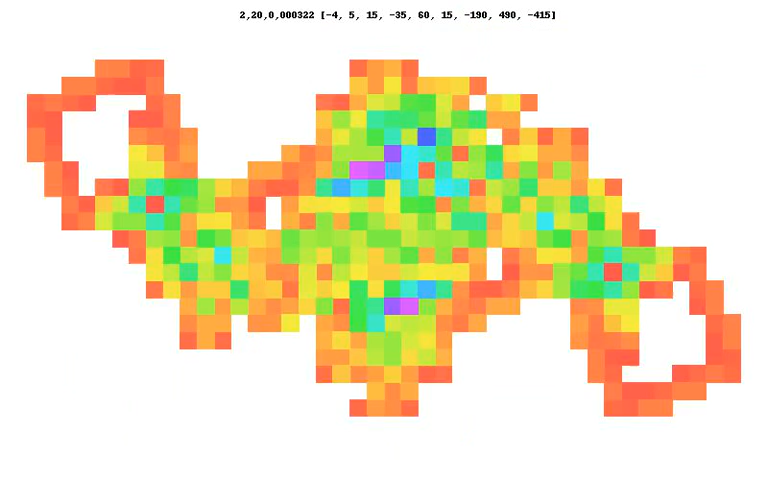 2,20,0,000322 [-4, 5, 15, -35, 60, 15, -190, 490, -415]